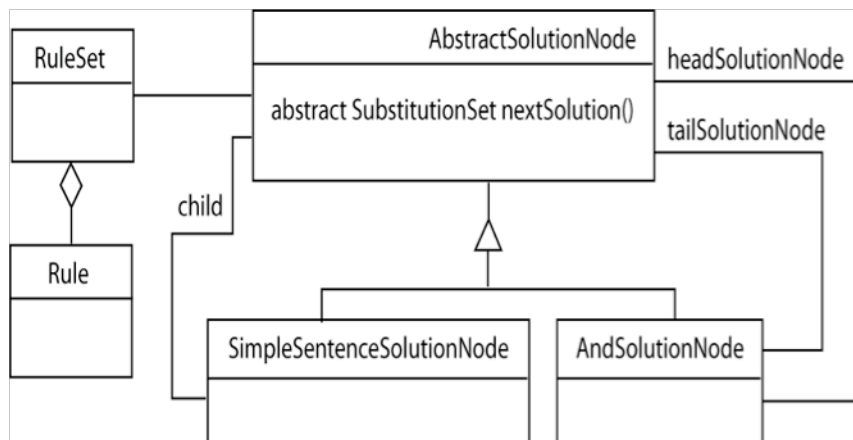 AbstractSolutionNode
RuleSet
headSolutionNode
abstract SubstitutionSet nextSolution()
tailSolutionNode
child
Rule
SimpleSentenceSolutionNode
AndSolutionNode